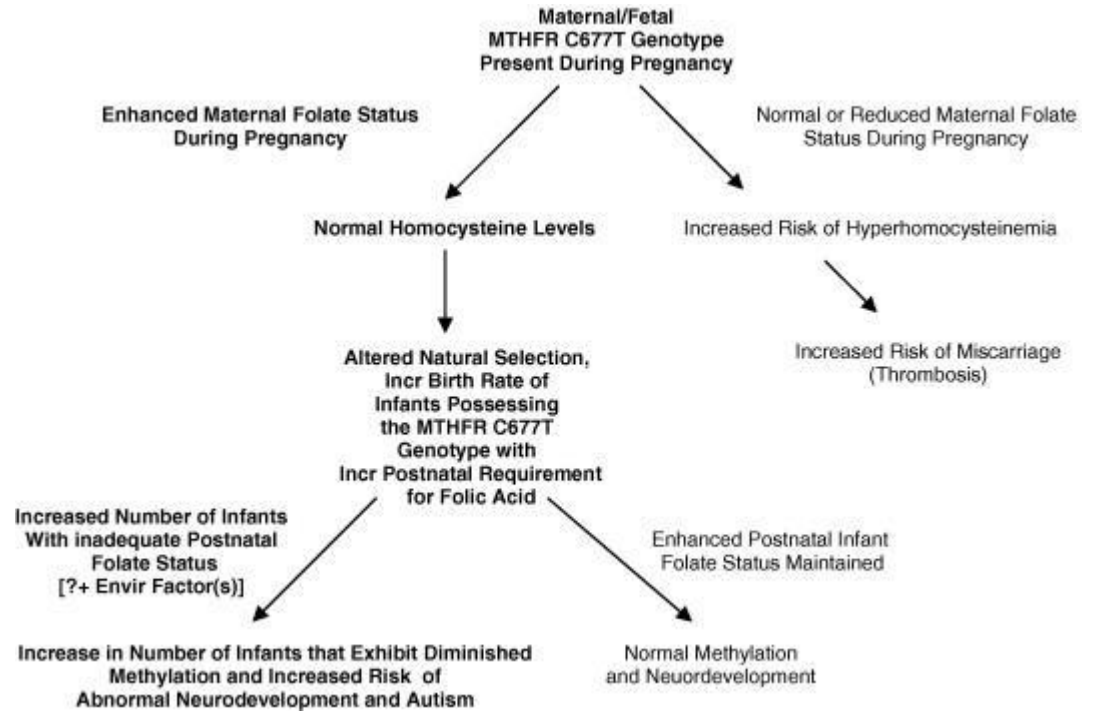 Maternal/Fetal
MTHFR C677T Genotype
Present During Pregnancy
Enhanced Maternal Folate Status
During Pregnancy
Normal or Reduced Maternal Folate
Status During Pregnancy
Normal Homocysteine Levels
Increased Risk of Hyperhomocysteinemia
Altered Natural Selection,
Incr Birth Rate of
Infants Possessing
the MTHFR C677T
Genotype with
Incr Postnatal Requirement
for Folic Acid
Increased Risk of Miscarriage
(Thrombosis)
Increased Number of Infants
With inadequate Postnatal
Folate Status
[?+ Envir Factor(s)]
Enhanced Postnatal Infant
Folate Status Maintained
Increase in Number of Infants that Exhibit Diminished
Methylation and Increased Risk of
Abnormal Neurodevelopment and Autism
Normal Methylation
and Neuordevelopment